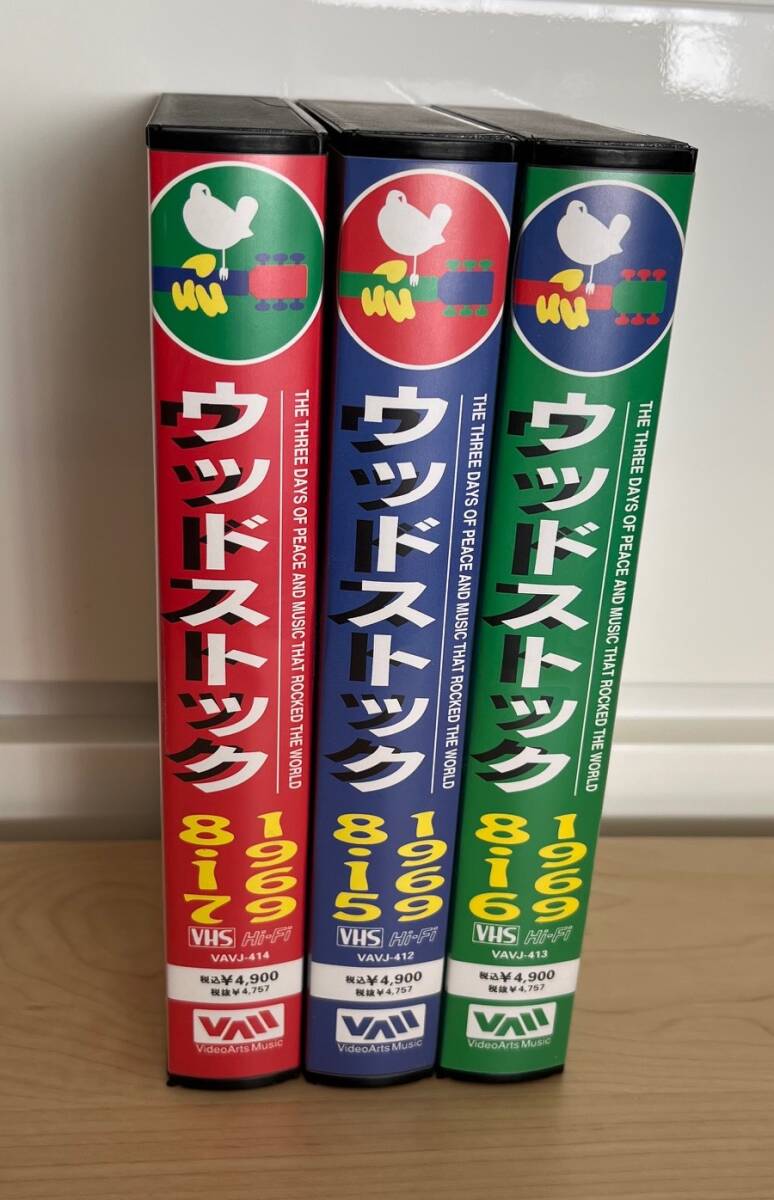 ウッドストック
THE THREE DAYS OF PEACE AND MUSIC THAT ROCKED THE WORLD
1969
8.17
VHS Hi-Fi
VAVJ-414
税込¥4,900
税抜¥4,757
VAM
VideoArts Music
ウッドストック
THE THREE DAYS OF PEACE AND MUSIC THAT ROCKED THE WORLD
1969
8.15
VHS Hi-Fi
VAVJ-412
税込¥4,900
税抜¥4,757
VAM
VideoArts Music
ウッドストック
THE THREE DAYS OF PEACE AND MUSIC THAT ROCKED THE WORLD
1969
8.16
VHS Hi-Fi
VAVJ-413
税込¥4,900
税抜¥4,757
VAM
VideoArts Music